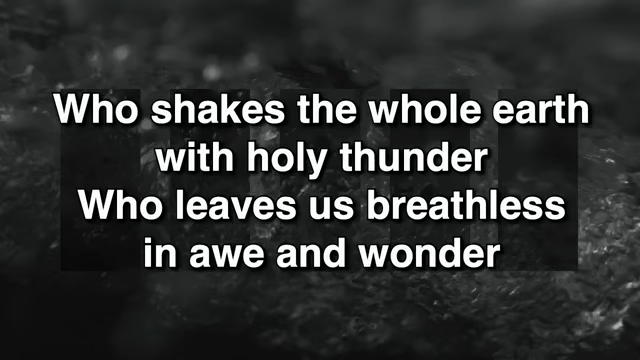 Who shakes the whole earth
with holy thunder
Who leaves us breathless
in awe and wonder